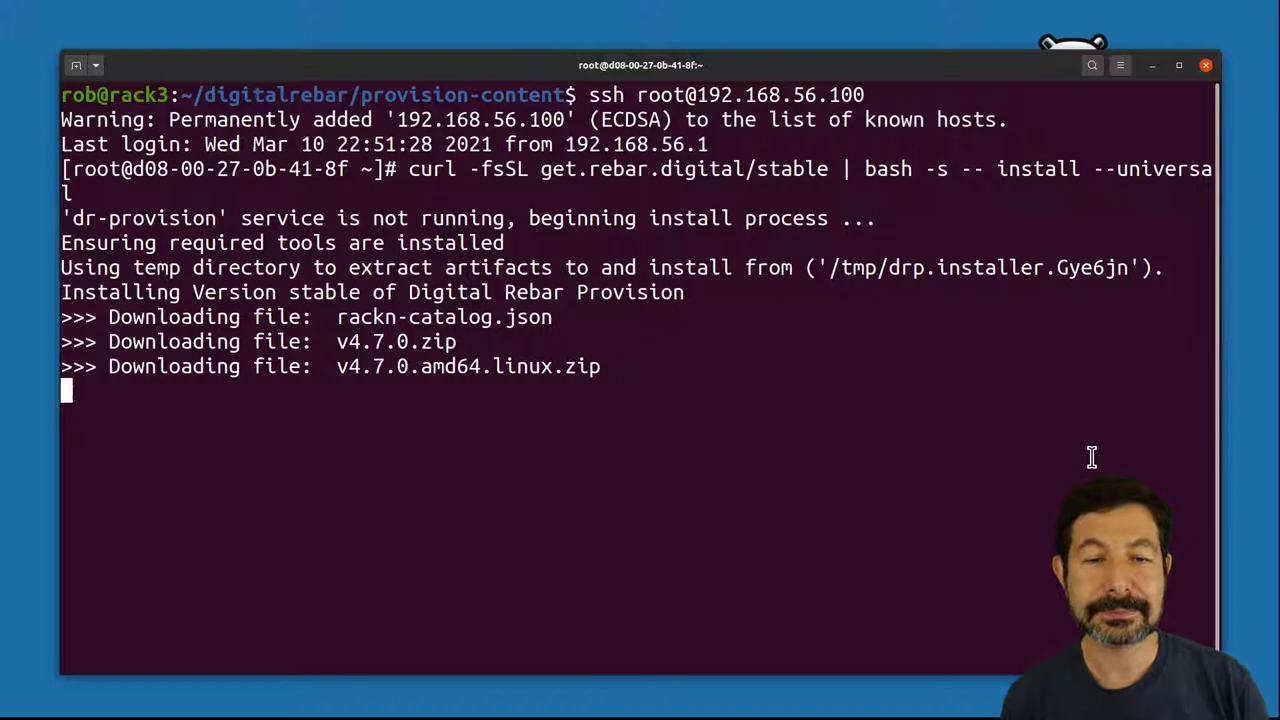 root@d08-00-27-0b-41-8f:~
rob@rack3:~/digitalrebar/provision-content$ ssh root@192.168.56.100
Warning: Permanently added '192.168.56.100' (ECDSA) to the list of known hosts.
Last login: Wed Mar 10 22:51:28 2021 from 192.168.56.1
[root@d08-00-27-0b-41-8f ~]# curl -fsSL get.rebar.digital/stable | bash -s -- install --universa
l
'dr-provision' service is not running, beginning install process ...
Ensuring required tools are installed
Using temp directory to extract artifacts to and install from ('/tmp/drp.installer.Gye6jn').
Installing Version stable of Digital Rebar Provision
>>> Downloading file:  rackn-catalog.json
>>> Downloading file:  v4.7.0.zip
>>> Downloading file:  v4.7.0.amd64.linux.zip